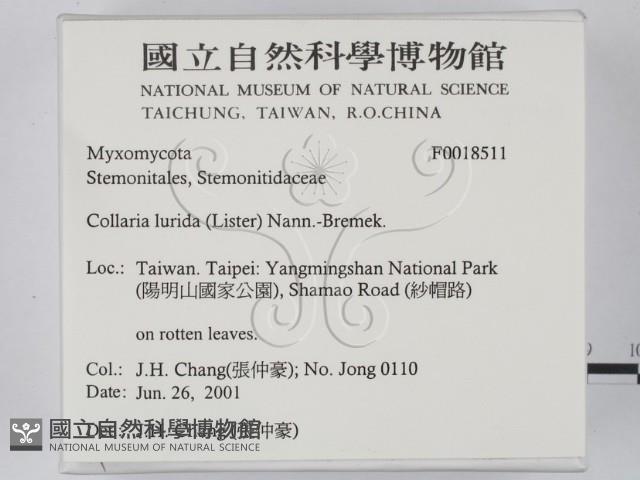 國立自然科學博物館
NATIONAL MUSEUM OF NATURAL SCIENCE
TAICHUNG, TAIWAN, R.O.CHINA
Myxomycota F0018511
Stemonitales, Stemonitidaceae
Collaria lurida (Lister) Nann.-Bremek.
Loc.: Taiwan. Taipei: Yangmingshan National Park
(陽明山國家公園), Shamao Road (紗帽路)
on rotten leaves.
Col.: J.H. Chang(張仲豪); No. Jong 0110
Date: Jun. 26, 2001
仲豪)
國立自然科學博物館
NATIONAL MUSEUM OF NATURAL SCIENCE